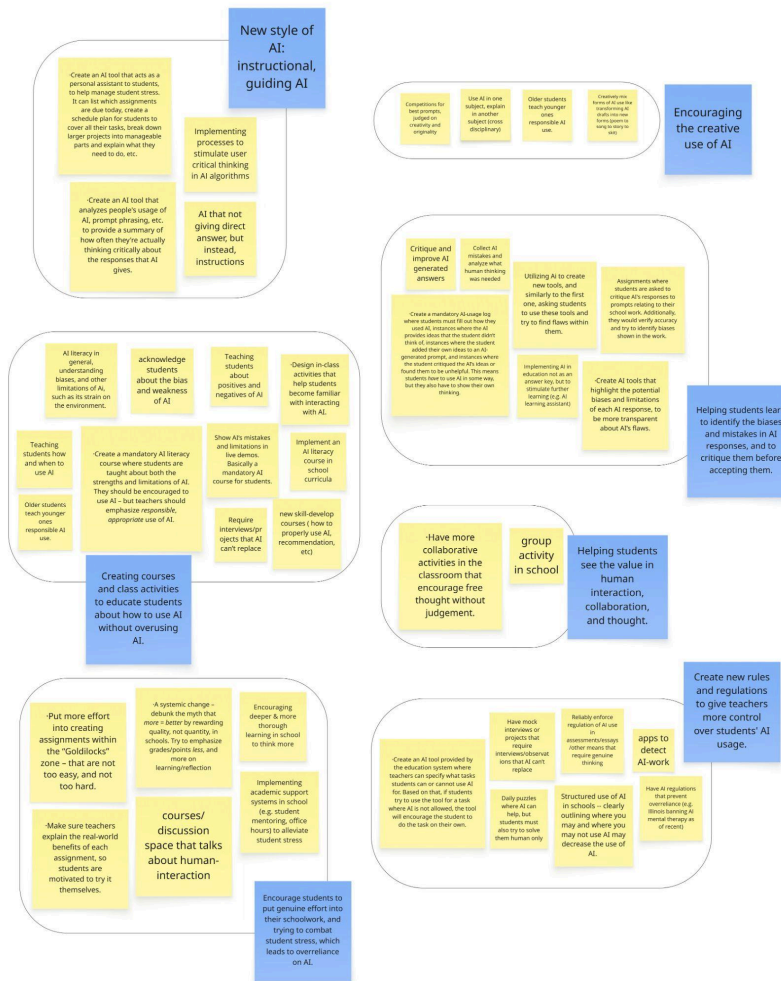 New style of
AI:
instructional,
guiding AI
·Create an AI tool that acts as a
personal assistant to students,
to help manage student stress.
It can list which assignments
are due today, create a
schedule plan for students to
cover all their tasks, break down
larger projects into manageable
parts and explain what they
need to do, etc.
Implementing
processes to
stimulate user
critical thinking
in AI algorithms
·Create an AI tool that
analyzes people's usage of
AI, prompt phrasing, etc.
to provide a summary of
how often they're actually
thinking critically about
the responses that AI
gives.
AI that not
giving direct
answer, but
instead,
instructions
Competitions for
best prompts,
judged on
creativity and
originality
Use AI in one
subject, explain
in another
subject (cross
disciplinary)
Older students
teach younger
ones
responsible AI
use.
Creatively mix
forms of AI use like
transforming AI
drafts into new
forms (poem to
song to story to
skit)
Encouraging
the creative
use of AI
Critique and
improve AI
generated
answers
Collect AI
mistakes and
analyze what
human thinking
was needed
Utilizing Ai to create
new tools, and
similarly to the first
one, asking students
to use these tools and
try to find flaws within
them.
Assignments where
students are asked to
critique AI's responses to
prompts relating to their
school work. Additionally,
they would verify accuracy
and try to identify biases
shown in the work.
·Create a mandatory AI-usage log
where students must fill out how they
used AI, instances where the AI
provides ideas that the student didn't
think of, instances where the student
added their own ideas to an
AI-generated prompt, and instances where
the student critiqued the AI's ideas or
found them to be unhelpful. This means
students how to use AI in some way,
but they also have to show their own
thinking.
Implementing AI in
education not as an
answer key, but to
stimulate further
learning (e.g. AI
learning assistant)
·Create AI tools that
highlight the potential
biases and limitations
of each AI response, to
be more transparent
about AI's flaws.
Helping students learn
to identify the biases
and mistakes in AI
responses, and to
critique them before
accepting them.
AI literacy in
general,
understanding
biases, and other
limitations of Ai,
such as its strain on
the environment.
acknowledge
students
about the bias
and weakness
of AI
Teaching
students
about
positives and
negatives of AI
·Design in-class
activities that
help students
become familiar
with interacting
with AI.
Teaching
students how
and when to
use AI
·Create a mandatory AI literacy
course where students are
taught about both the
strengths and limitations of AI.
They should be encouraged to
use AI – but teachers should
emphasize responsible,
appropriate use of AI.
Show AI's mistakes
and limitations in
live demos.
Basically a
mandatory AI
course for students.
Implement an
AI literacy
course in
school
curricula
Older students
teach younger
ones
responsible AI
use.
Require
interviews/pr
ojects that AI
can't replace
new skill-develop
courses ( how to
properly use AI,
recommendation,
etc)
Creating courses
and class activities
to educate students
about how to use AI
without overusing
AI.
·Have more
collaborative
activities in the
classroom that
encourage free
thought without
judgement.
group
activity
in school
Helping students
see the value in
human
interaction,
collaboration,
and thought.
·Put more effort
into creating
assignments within
the "Goldilocks"
zone – that are not
too easy, and not
too hard.
·A systemic change –
debunk the myth that
more = better by rewarding
quality, not quantity, in
schools. Try to emphasize
grades/points less, and
more on
learning/reflection
Encouraging
deeper & more
thorough
learning in school
to think more
·Make sure teachers
explain the real-world
benefits of each
assignment, so
students are
motivated to try it
themselves.
courses/
discussion
space that talks
about human-
interaction
Implementing
academic support
systems in school
(e.g. student
mentoring, office
hours) to alleviate
student stress
Encourage students to
put genuine effort into
their schoolwork, and
trying to combat
student stress, which
leads to overreliance
on AI.
Create new rules
and regulations to
give teachers
more control
over students' AI
usage.
·Create an AI tool provided by
the education system where
teachers can specify what tasks
students can or cannot use AI
for. Based on that, if students
try to use the tool for a task
where AI is not allowed, the tool
will encourage the student to
do the task on their own.
Have mock
interviews or
projects that
require
interviews/observat
ions that AI can't
replace
Reliably enforce
regulation of AI use
in
assessments/essays
/other means that
require genuine
thinking
apps to
detect
AI-work
Daily puzzles
where AI can
help, but
students must
also try to solve
them human only
Structured use of AI
in schools -- clearly
outlining where you
may and where you
may not use AI may
decrease the use of
AI.
Have AI regulations
that prevent
overreliance (e.g.
Illinois banning AI
mental therapy as
of recent)